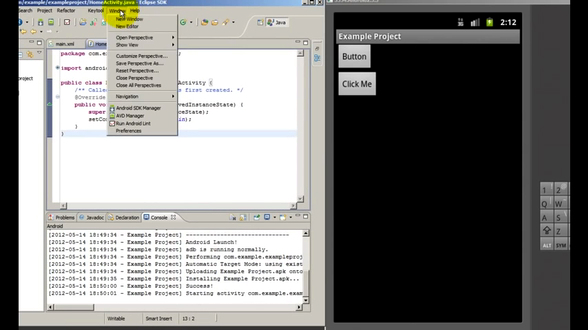 e/example/exampleproject/HomeActivity.java - Eclipse SDK
Search Project Refactor Window Help
New Window
New Editor
Open Perspective
Show View
Customize Perspective...
Save Perspective As...
Reset Perspective...
Close Perspective
Close All Perspectives
Navigation
Android SDK Manager
AVD Manager
Run Android Lint
Preferences
Java
main.xml
package com.e
import android
public class Activity {
/** Calle s first created. */
@Override
public vo vedInstanceState) {
super eState);
setCo in);
}
}
Problems Javadoc Declaration Console
Android
[2012-05-14 18:49:34 - Example Project] ------------------------------
[2012-05-14 18:49:34 - Example Project] Android Launch!
[2012-05-14 18:49:34 - Example Project] adb is running normally.
[2012-05-14 18:49:34 - Example Project] Performing com.example.exampleproj
[2012-05-14 18:49:34 - Example Project] Automatic Target Mode: using exist
[2012-05-14 18:49:34 - Example Project] Uploading Example Project.apk onto
[2012-05-14 18:49:34 - Example Project] Installing Example Project.apk...
[2012-05-14 18:50:00 - Example Project] Success!
[2012-05-14 18:50:00 - Example Project] Starting activity com.example.exam
Writable Smart Insert 13 : 2
2:12
Example Project
Button
Click Me
1 2
Q W
A S
Z
ALT SYM